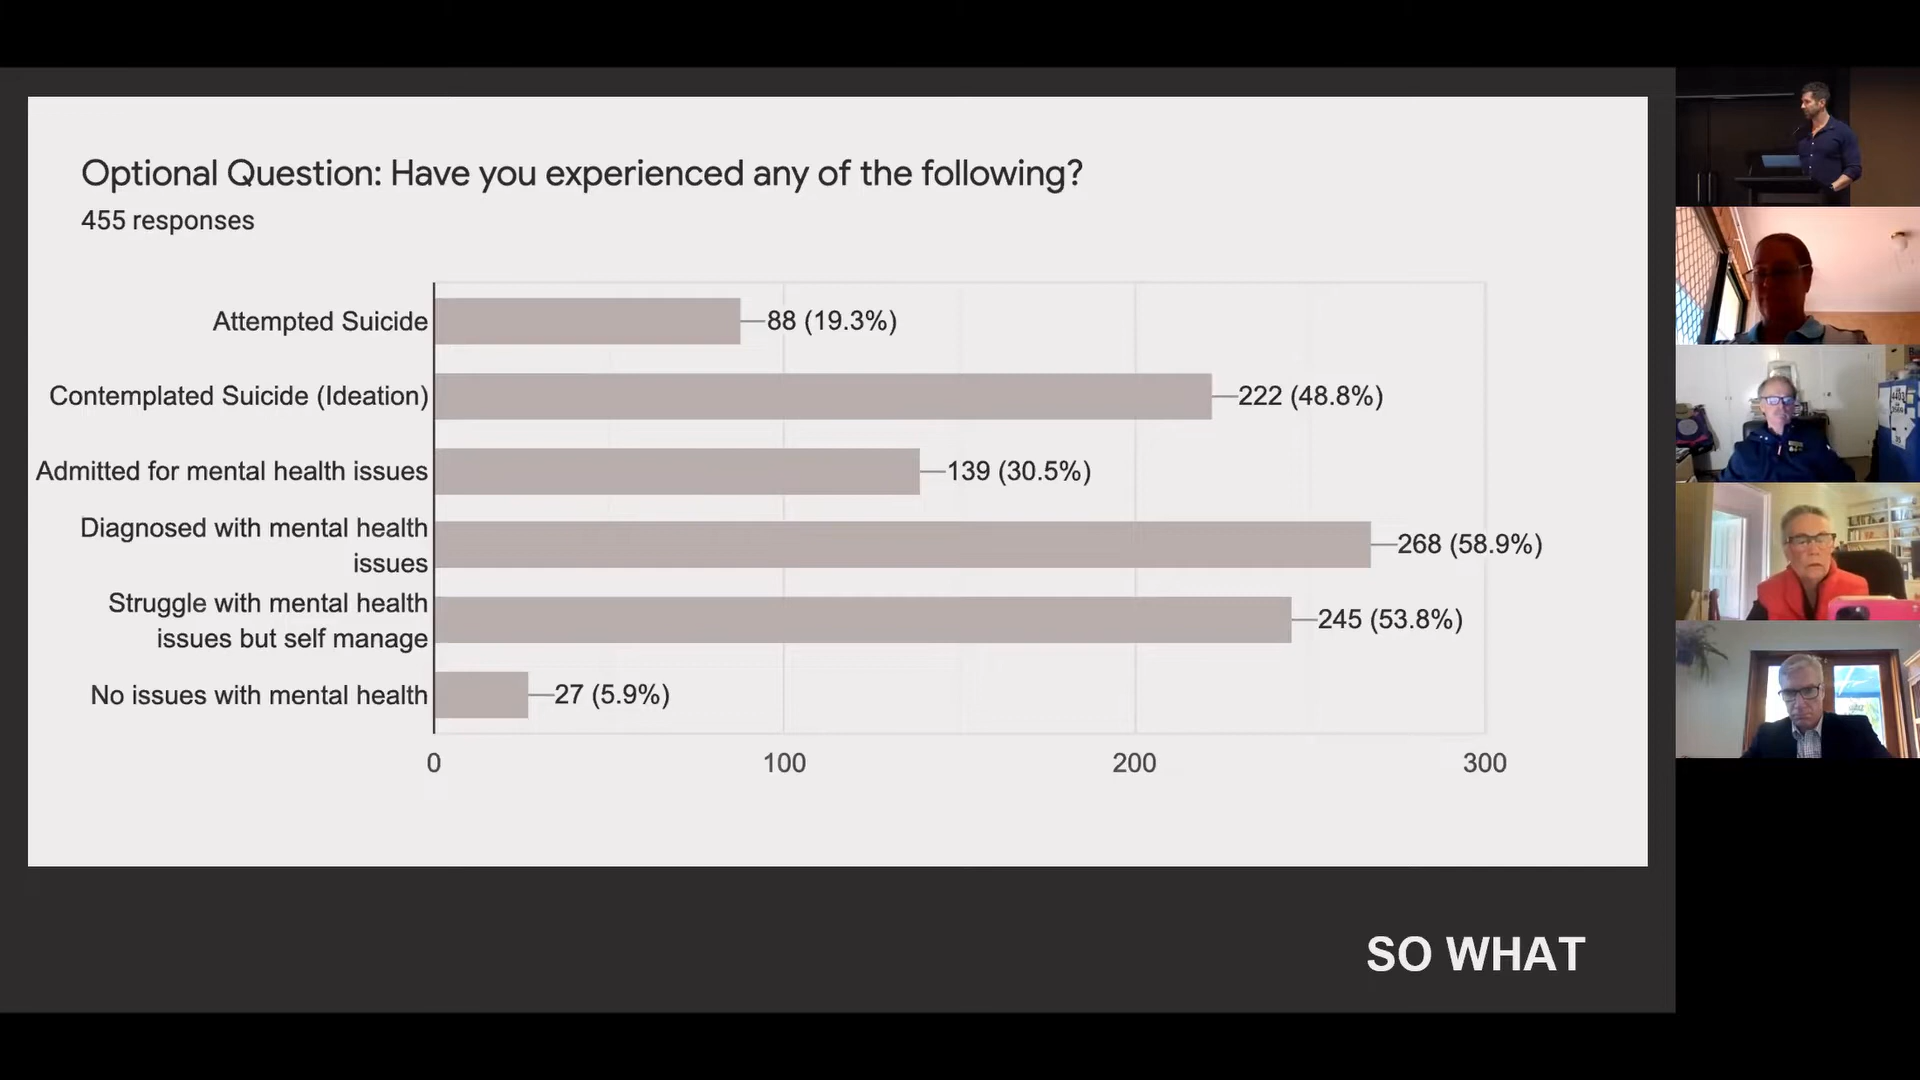 Optional Question: Have you experienced any of the following?
455 responses
Attempted Suicide
88 (19.3%)
Contemplated Suicide (Ideation)
222 (48.8%)
Admitted for mental health issues
139 (30.5%)
Diagnosed with mental health
issues
268 (58.9%)
Struggle with mental health
issues but self manage
245 (53.8%)
No issues with mental health
27 (5.9%)
0 100 200 300
SO WHAT